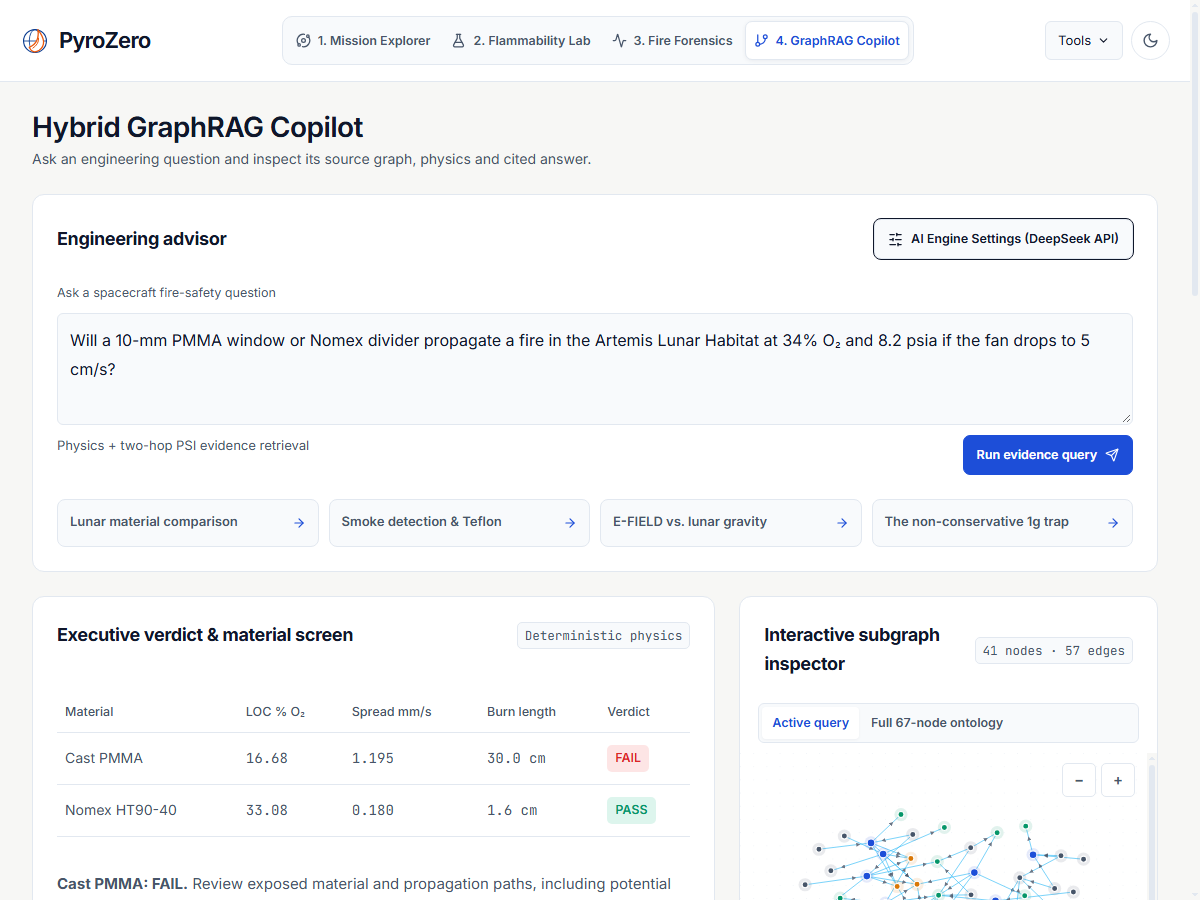 PyroZero
1. Mission Explorer
2. Flammability Lab
3. Fire Forensics
4. GraphRAG Copilot
Tools
Hybrid GraphRAG Copilot
Ask an engineering question and inspect its source graph, physics and cited answer.
Engineering advisor
AI Engine Settings (DeepSeek API)
Ask a spacecraft fire-safety question
Will a 10-mm PMMA window or Nomex divider propagate a fire in the Artemis Lunar Habitat at 34% O₂ and 8.2 psia if the fan drops to 5
cm/s?
Physics + two-hop PSI evidence retrieval
Run evidence query
Lunar material comparison
Smoke detection & Teflon
E-FIELD vs. lunar gravity
The non-conservative 1g trap
Executive verdict & material screen
Deterministic physics
Material LOC % O₂ Spread mm/s Burn length Verdict
Cast PMMA 16.68 1.195 30.0 cm FAIL
Nomex HT90-40 33.08 0.180 1.6 cm PASS
Cast PMMA: FAIL. Review exposed material and propagation paths, including potential
Interactive subgraph
inspector
41 nodes · 57 edges
Active query
Full 67-node ontology
− +